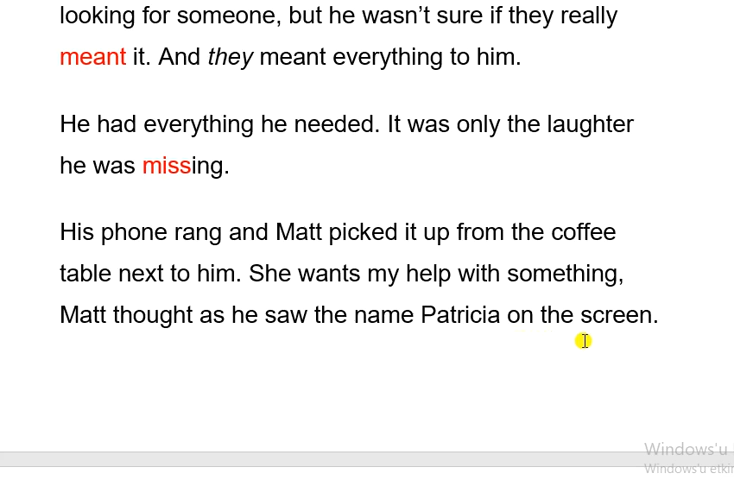 looking for someone, but he wasn’t sure if they really
meant it. And they meant everything to him.
He had everything he needed. It was only the laughter
he was missing.
His phone rang and Matt picked it up from the coffee
table next to him. She wants my help with something,
Matt thought as he saw the name Patricia on the screen.
Windows'u
Windows'u etki